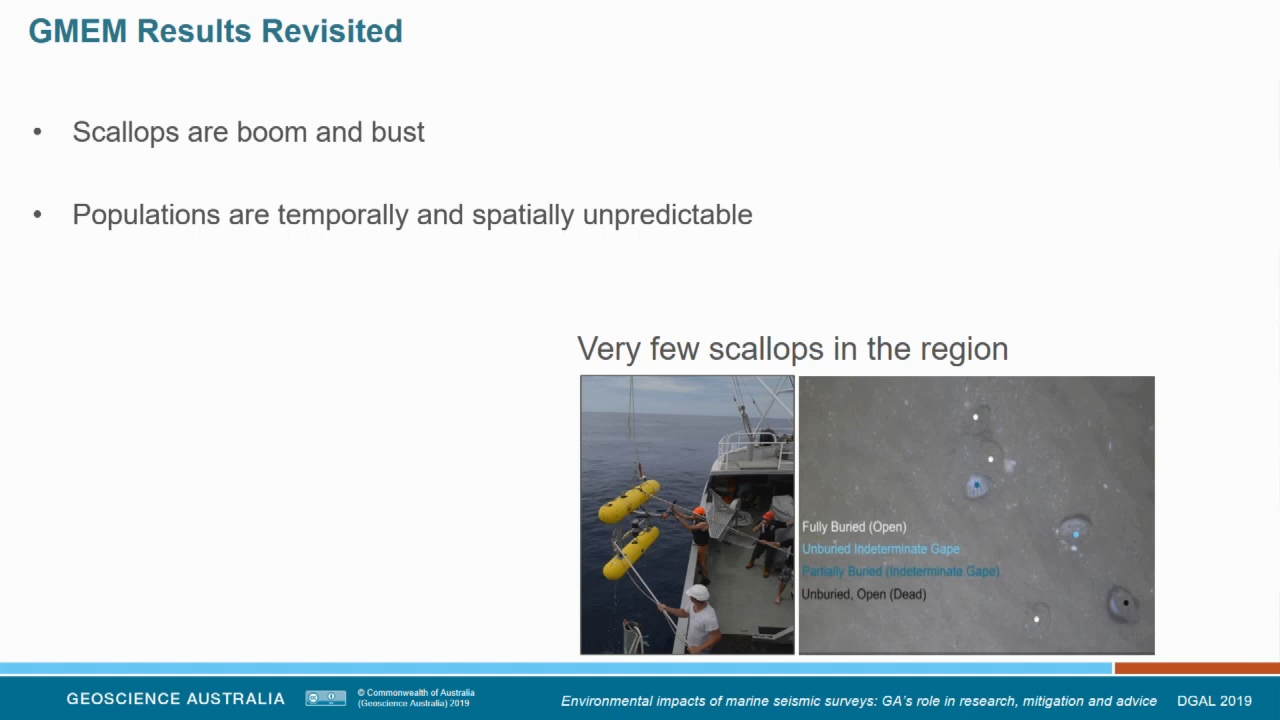 GMEM Results Revisited
• Scallops are boom and bust
• Populations are temporally and spatially unpredictable
Very few scallops in the region
Fully Buried (Open)
Unburied Indeterminate Gape
Partially Buried (Indeterminate Gape)
Unburied, Open (Dead)
GEOSCIENCE AUSTRALIA
© Commonwealth of Australia
(Geoscience Australia) 2019
Environmental impacts of marine seismic surveys: GA's role in research, mitigation and advice
DGAL 2019